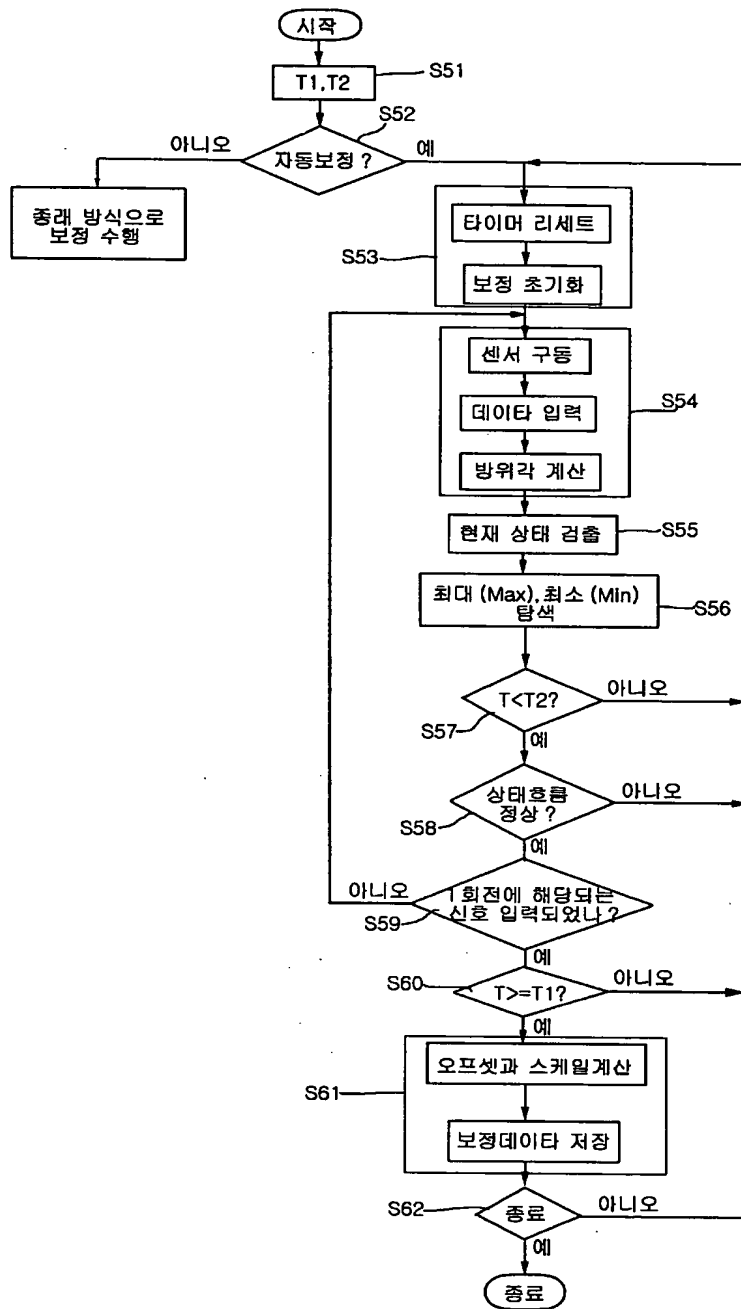 시작
T1,T2
S51
S52
자동보정 ?
아니오
예
종래 방식으로
보정 수행
S53
타이머 리세트
보정 초기화
S54
센서 구동
데이타 입력
방위각 계산
현재 상태 검출
S55
최대 (Max),최소 (Min)
탐색
S56
T<T2?
아니오
S57
예
상태흐름
정상 ?
아니오
S58
예
아니오
1회전에 해당되는
신호 입력되었나 ?
S59
예
S60
T>=T1?
아니오
예
S61
오프셋과 스케일계산
보정데이타 저장
S62
종료
아니오
예
종료